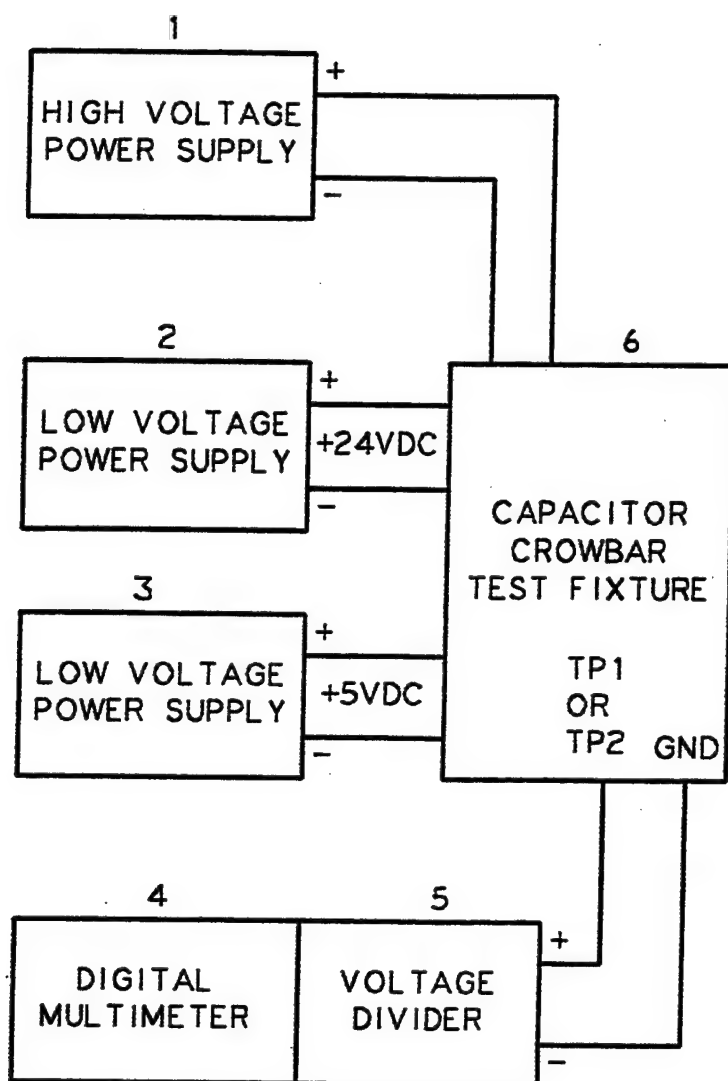 1
HIGH VOLTAGE
POWER SUPPLY
+
-
2
LOW VOLTAGE
POWER SUPPLY
+
+24VDC
-
3
LOW VOLTAGE
POWER SUPPLY
+
+5VDC
-
6
CAPACITOR
CROWBAR
TEST FIXTURE
TP1
OR
TP2 GND
4
DIGITAL
MULTIMETER
5
VOLTAGE
DIVIDER
+
-